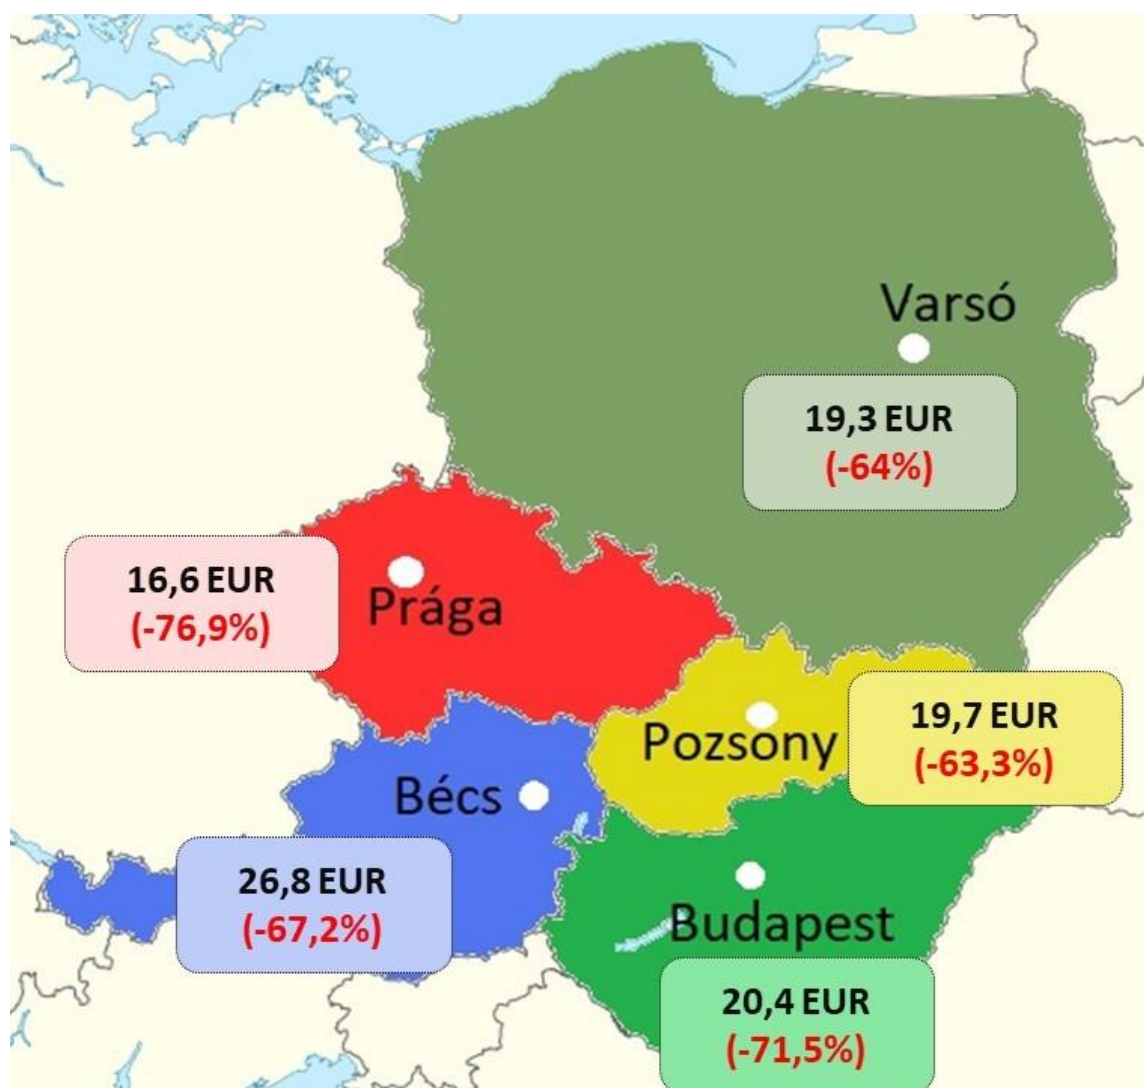 Varsó
19,3 EUR
(-64%)
16,6 EUR
(-76,9%)
Prága
19,7 EUR
(-63,3%)
Pozsony
Bécs
26,8 EUR
(-67,2%)
Budapest
20,4 EUR
(-71,5%)